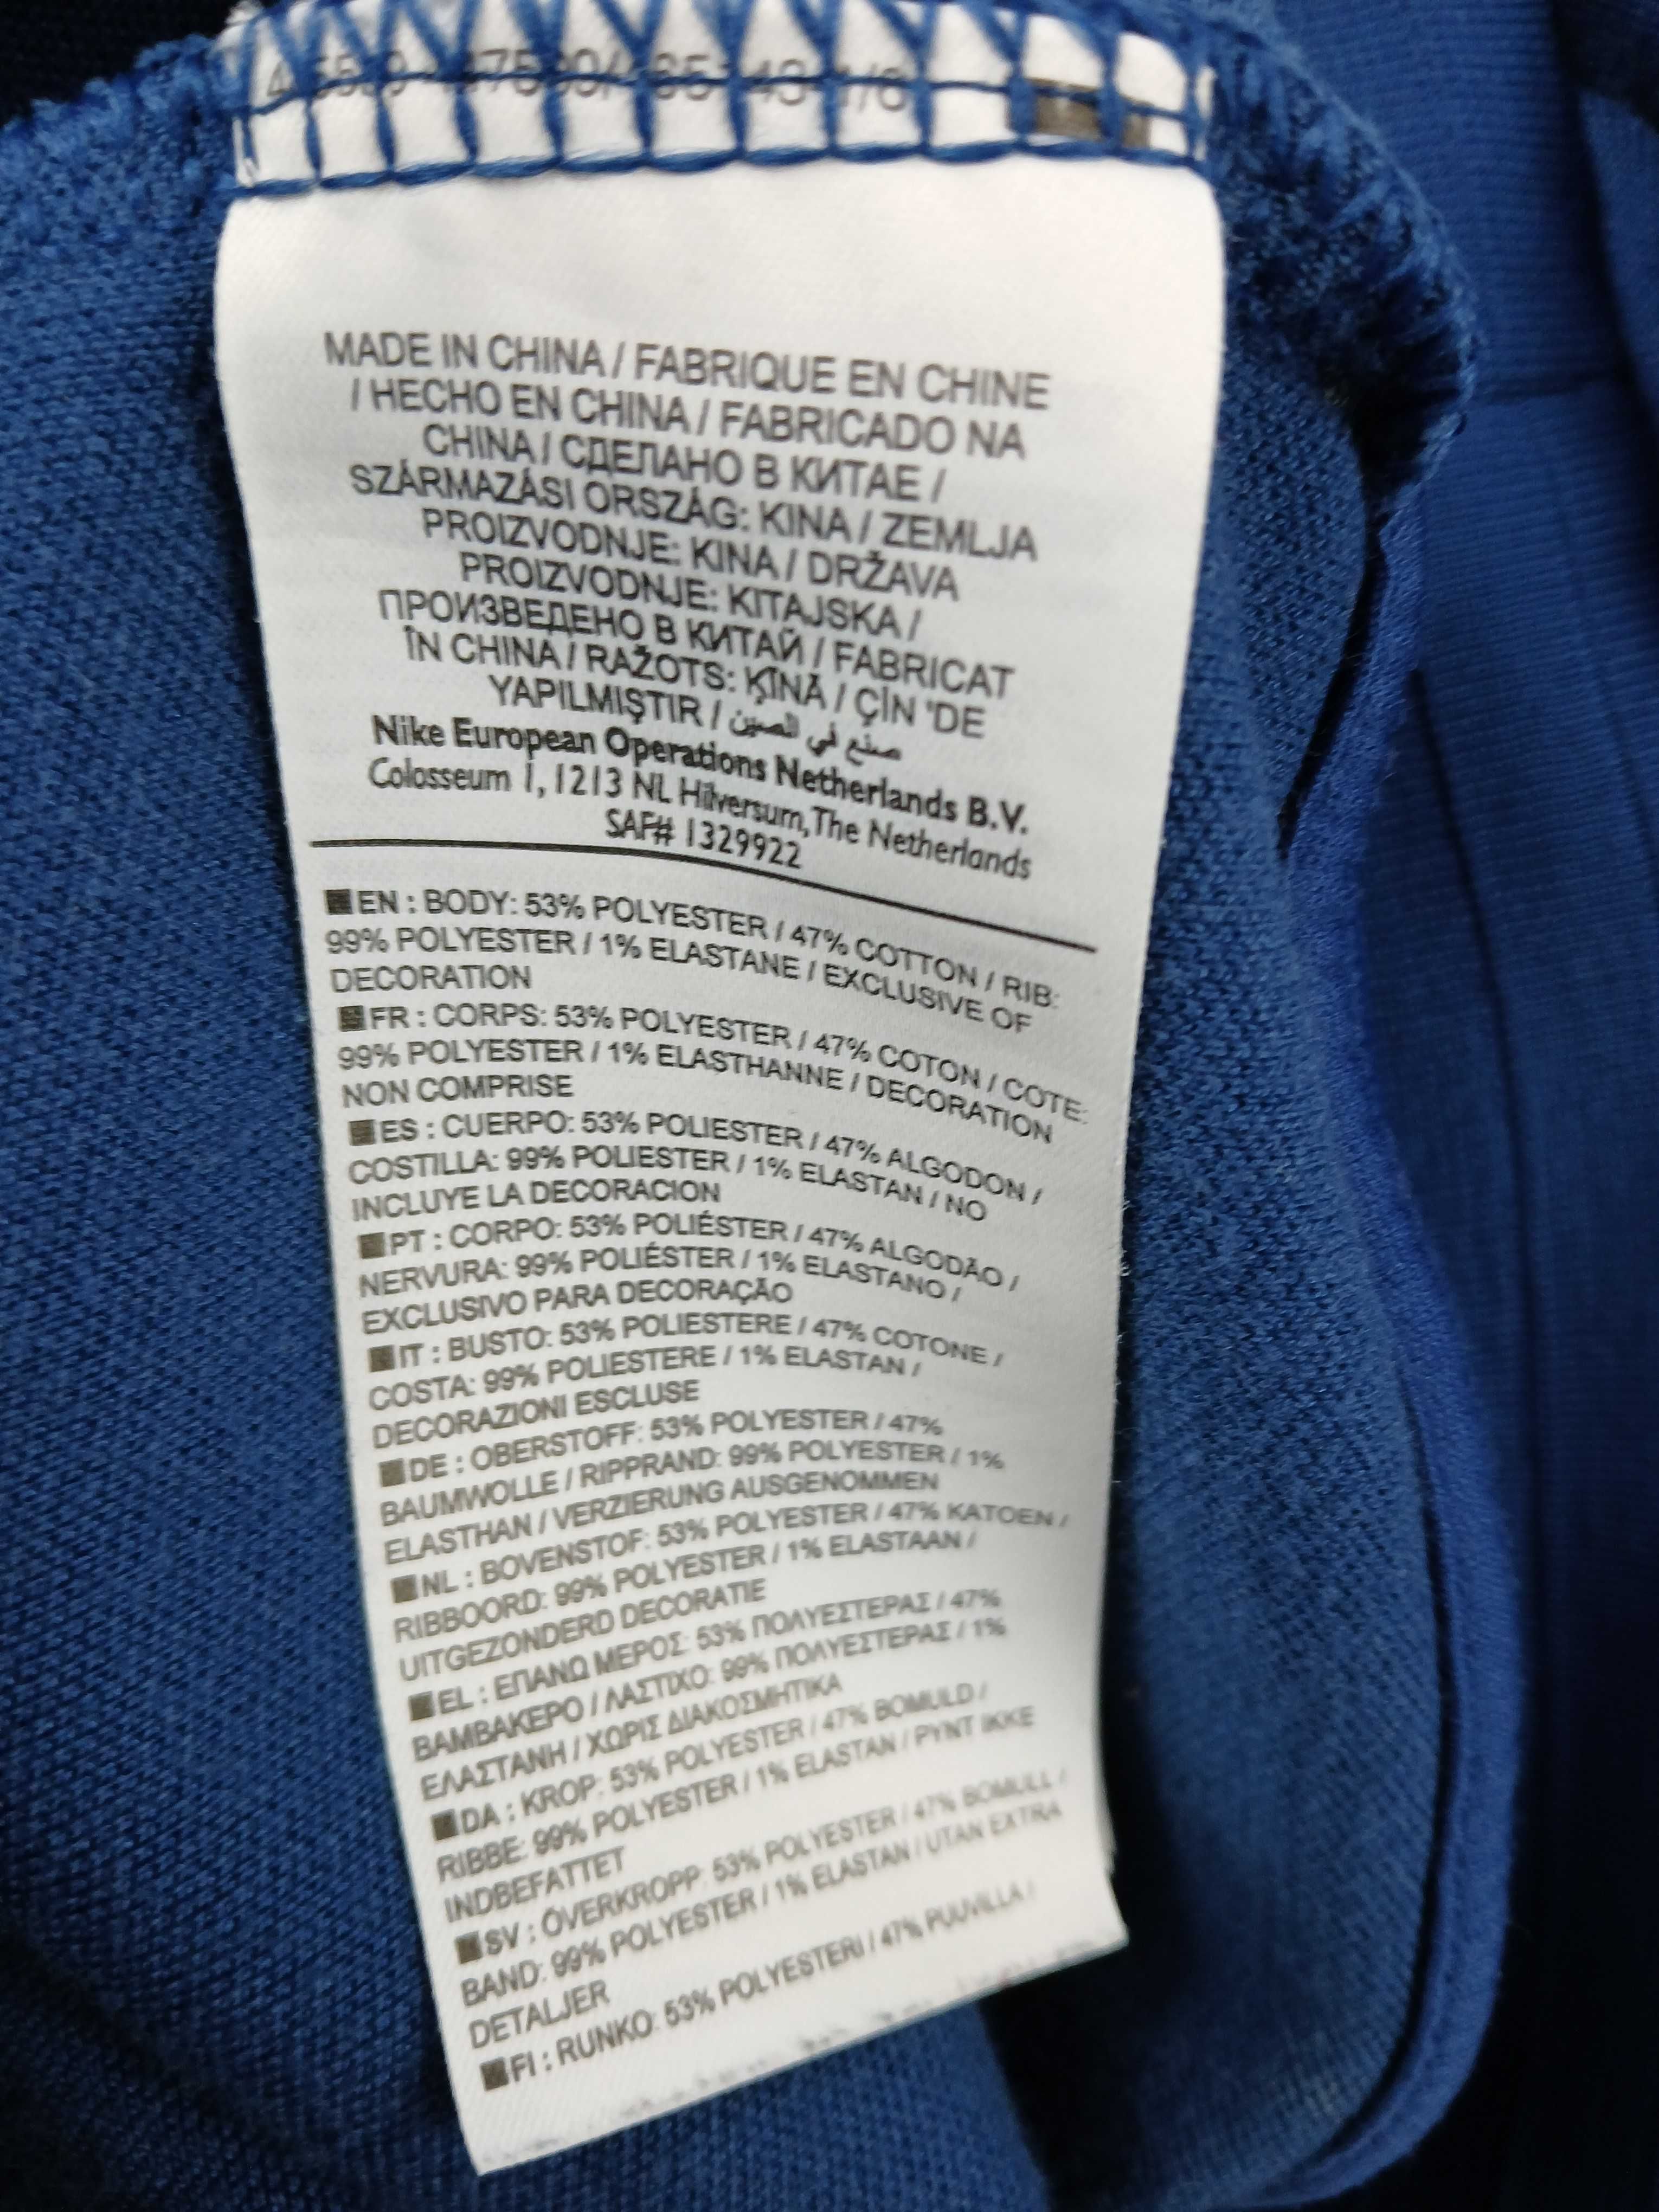 MADE IN CHINA / FABRIQUE EN CHINE
/ HECHO EN CHINA / FABRICADO NA
CHINA / СДЕЛАНО В КИТАЕ /
SZÁRMAZÁSI ORSZÁG: KINA / ZEMLJA
PROIZVODNJE: KINA / DRŽAVA
PROIZVODNJE: KITAJSKA /
ПРОИЗВЕДЕНО В КИТАЙ / FABRICAT
ÎN CHINA / RAŽOTS: ĶĪNĀ / ÇİN 'DE
YAPILMIŞTIR / صنع في الصين
Nike European Operations Netherlands B.V.
Colosseum 1, 1213 NL Hilversum, The Netherlands
SAF# 1329922
EN : BODY: 53% POLYESTER / 47% COTTON / RIB:
99% POLYESTER / 1% ELASTANE / EXCLUSIVE OF
DECORATION
FR : CORPS: 53% POLYESTER / 47% COTON / COTE:
99% POLYESTER / 1% ELASTHANNE / DECORATION
NON COMPRISE
ES : CUERPO: 53% POLIESTER / 47% ALGODON /
COSTILLA: 99% POLIESTER / 1% ELASTAN / NO
INCLUYE LA DECORACION
PT : CORPO: 53% POLIÉSTER / 47% ALGODÃO /
NERVURA: 99% POLIÉSTER / 1% ELASTANO /
EXCLUSIVO PARA DECORAÇÃO
IT : BUSTO: 53% POLIESTERE / 47% COTONE /
COSTA: 99% POLIESTERE / 1% ELASTAN /
DECORAZIONI ESCLUSE
DE : OBERSTOFF: 53% POLYESTER / 47%
BAUMWOLLE / RIPPRAND: 99% POLYESTER / 1%
ELASTHAN / VERZIERUNG AUSGENOMMEN
NL : BOVENSTOF: 53% POLYESTER / 47% KATOEN /
RIBBOORD: 99% POLYESTER / 1% ELASTAAN /
UITGEZONDERD DECORATIE
EL : ΕΠΑΝΩ ΜΕΡΟΣ: 53% ΠΟΛΥΕΣΤΕΡΑΣ / 47%
ΒΑΜΒΑΚΕΡΟ / ΛΑΣΤΙΧΟ: 99% ΠΟΛΥΕΣΤΕΡΑΣ / 1%
ΕΛΑΣΤΑΝΗ / ΧΩΡΙΣ ΔΙΑΚΟΣΜΗΤΙΚΑ
DA : KROP: 53% POLYESTER / 47% BOMULD /
RIBBE: 99% POLYESTER / 1% ELASTAN / PYNT IKKE
INDBEFATTET
SV : ÖVERKROPP: 53% POLYESTER / 47% BOMULL /
BAND: 99% POLYESTER / 1% ELASTAN / UTAN EXTRA
DETALJER
FI : RUNKO: 53% POLYESTERI / 47% PUUVILLA /